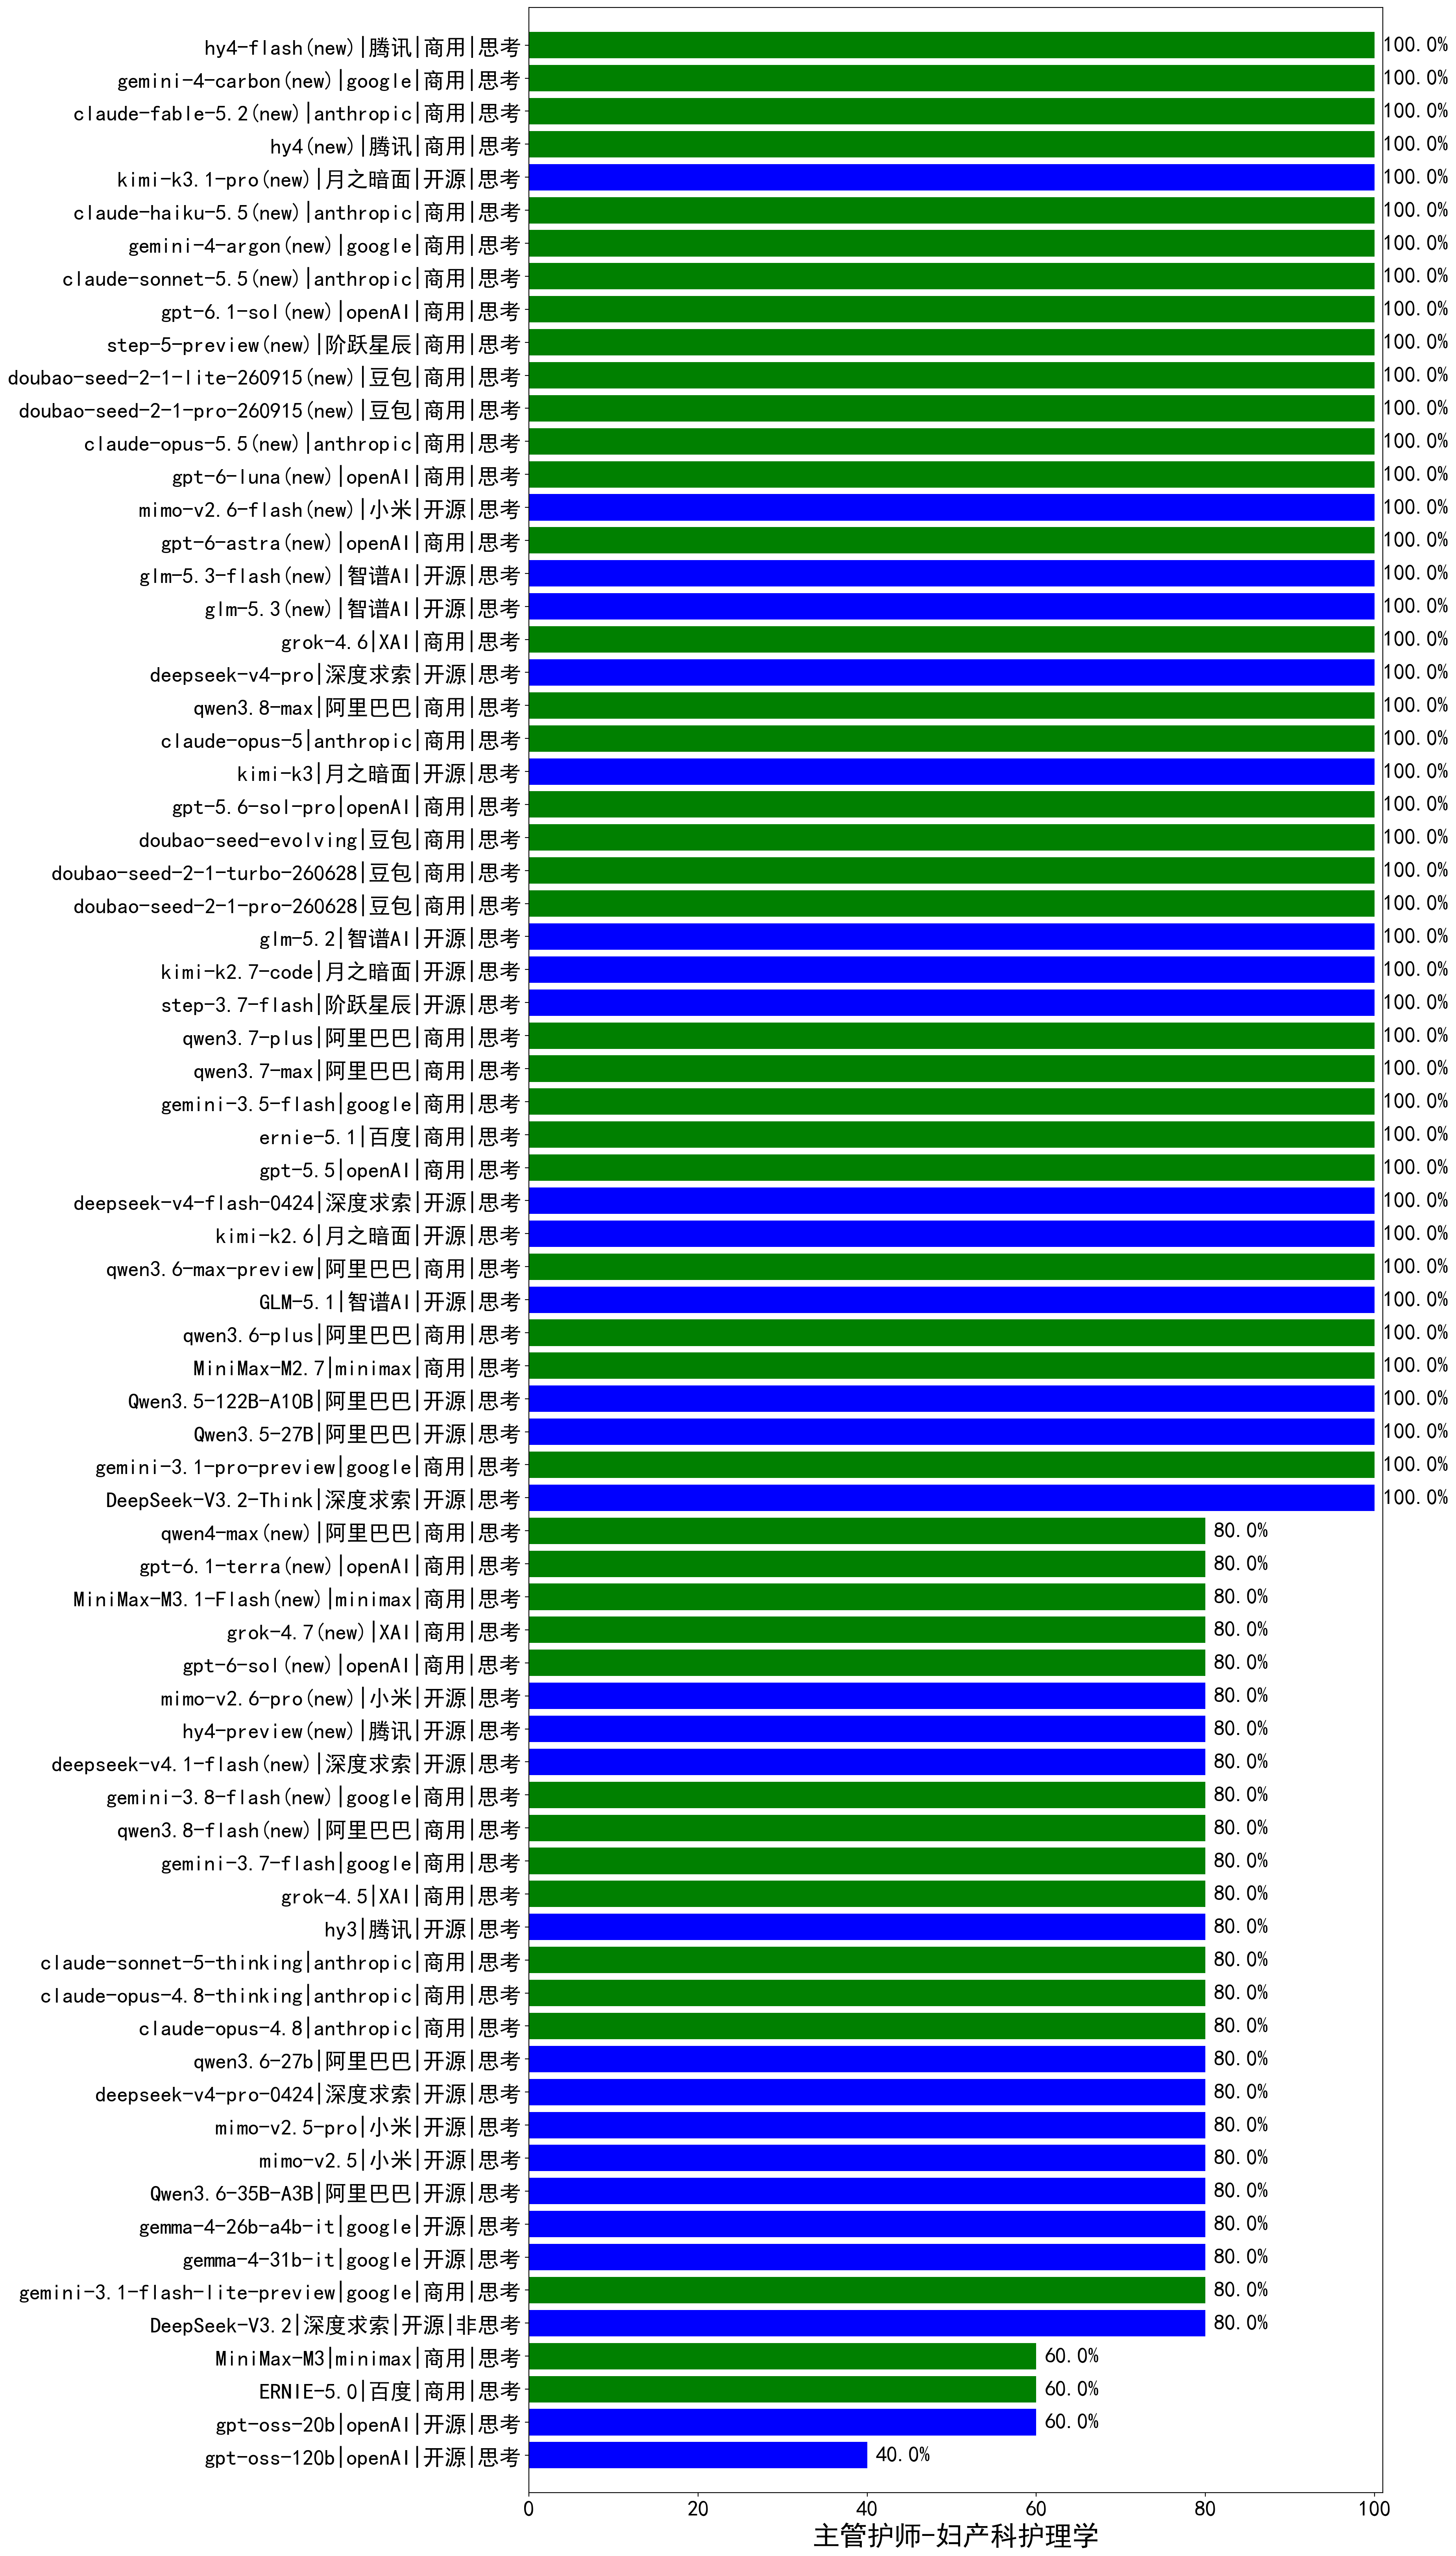 hy4-flash(new)|腾讯|商用|思考 100.0%
gemini-4-carbon(new)|google|商用|思考 100.0%
claude-fable-5.2(new)|anthropic|商用|思考 100.0%
hy4(new)|腾讯|商用|思考 100.0%
kimi-k3.1-pro(new)|月之暗面|开源|思考 100.0%
claude-haiku-5.5(new)|anthropic|商用|思考 100.0%
gemini-4-argon(new)|google|商用|思考 100.0%
claude-sonnet-5.5(new)|anthropic|商用|思考 100.0%
gpt-6.1-sol(new)|openAI|商用|思考 100.0%
step-5-preview(new)|阶跃星辰|商用|思考 100.0%
doubao-seed-2-1-lite-260915(new)|豆包|商用|思考 100.0%
doubao-seed-2-1-pro-260915(new)|豆包|商用|思考 100.0%
claude-opus-5.5(new)|anthropic|商用|思考 100.0%
gpt-6-luna(new)|openAI|商用|思考 100.0%
mimo-v2.6-flash(new)|小米|开源|思考 100.0%
gpt-6-astra(new)|openAI|商用|思考 100.0%
glm-5.3-flash(new)|智谱AI|开源|思考 100.0%
glm-5.3(new)|智谱AI|开源|思考 100.0%
grok-4.6|XAI|商用|思考 100.0%
deepseek-v4-pro|深度求索|开源|思考 100.0%
qwen3.8-max|阿里巴巴|商用|思考 100.0%
claude-opus-5|anthropic|商用|思考 100.0%
kimi-k3|月之暗面|开源|思考 100.0%
gpt-5.6-sol-pro|openAI|商用|思考 100.0%
doubao-seed-evolving|豆包|商用|思考 100.0%
doubao-seed-2-1-turbo-260628|豆包|商用|思考 100.0%
doubao-seed-2-1-pro-260628|豆包|商用|思考 100.0%
glm-5.2|智谱AI|开源|思考 100.0%
kimi-k2.7-code|月之暗面|开源|思考 100.0%
step-3.7-flash|阶跃星辰|开源|思考 100.0%
qwen3.7-plus|阿里巴巴|商用|思考 100.0%
qwen3.7-max|阿里巴巴|商用|思考 100.0%
gemini-3.5-flash|google|商用|思考 100.0%
ernie-5.1|百度|商用|思考 100.0%
gpt-5.5|openAI|商用|思考 100.0%
deepseek-v4-flash-0424|深度求索|开源|思考 100.0%
kimi-k2.6|月之暗面|开源|思考 100.0%
qwen3.6-max-preview|阿里巴巴|商用|思考 100.0%
GLM-5.1|智谱AI|开源|思考 100.0%
qwen3.6-plus|阿里巴巴|商用|思考 100.0%
MiniMax-M2.7|minimax|商用|思考 100.0%
Qwen3.5-122B-A10B|阿里巴巴|开源|思考 100.0%
Qwen3.5-27B|阿里巴巴|开源|思考 100.0%
gemini-3.1-pro-preview|google|商用|思考 100.0%
DeepSeek-V3.2-Think|深度求索|开源|思考 100.0%
qwen4-max(new)|阿里巴巴|商用|思考 80.0%
gpt-6.1-terra(new)|openAI|商用|思考 80.0%
MiniMax-M3.1-Flash(new)|minimax|商用|思考 80.0%
grok-4.7(new)|XAI|商用|思考 80.0%
gpt-6-sol(new)|openAI|商用|思考 80.0%
mimo-v2.6-pro(new)|小米|开源|思考 80.0%
hy4-preview(new)|腾讯|开源|思考 80.0%
deepseek-v4.1-flash(new)|深度求索|开源|思考 80.0%
gemini-3.8-flash(new)|google|商用|思考 80.0%
qwen3.8-flash(new)|阿里巴巴|商用|思考 80.0%
gemini-3.7-flash|google|商用|思考 80.0%
grok-4.5|XAI|商用|思考 80.0%
hy3|腾讯|开源|思考 80.0%
claude-sonnet-5-thinking|anthropic|商用|思考 80.0%
claude-opus-4.8-thinking|anthropic|商用|思考 80.0%
claude-opus-4.8|anthropic|商用|思考 80.0%
qwen3.6-27b|阿里巴巴|开源|思考 80.0%
deepseek-v4-pro-0424|深度求索|开源|思考 80.0%
mimo-v2.5-pro|小米|开源|思考 80.0%
mimo-v2.5|小米|开源|思考 80.0%
Qwen3.6-35B-A3B|阿里巴巴|开源|思考 80.0%
gemma-4-26b-a4b-it|google|开源|思考 80.0%
gemma-4-31b-it|google|开源|思考 80.0%
gemini-3.1-flash-lite-preview|google|商用|思考 80.0%
DeepSeek-V3.2|深度求索|开源|非思考 80.0%
MiniMax-M3|minimax|商用|思考 60.0%
ERNIE-5.0|百度|商用|思考 60.0%
gpt-oss-20b|openAI|开源|思考 60.0%
gpt-oss-120b|openAI|开源|思考 40.0%
0 20 40 60 80 100
主管护师-妇产科护理学